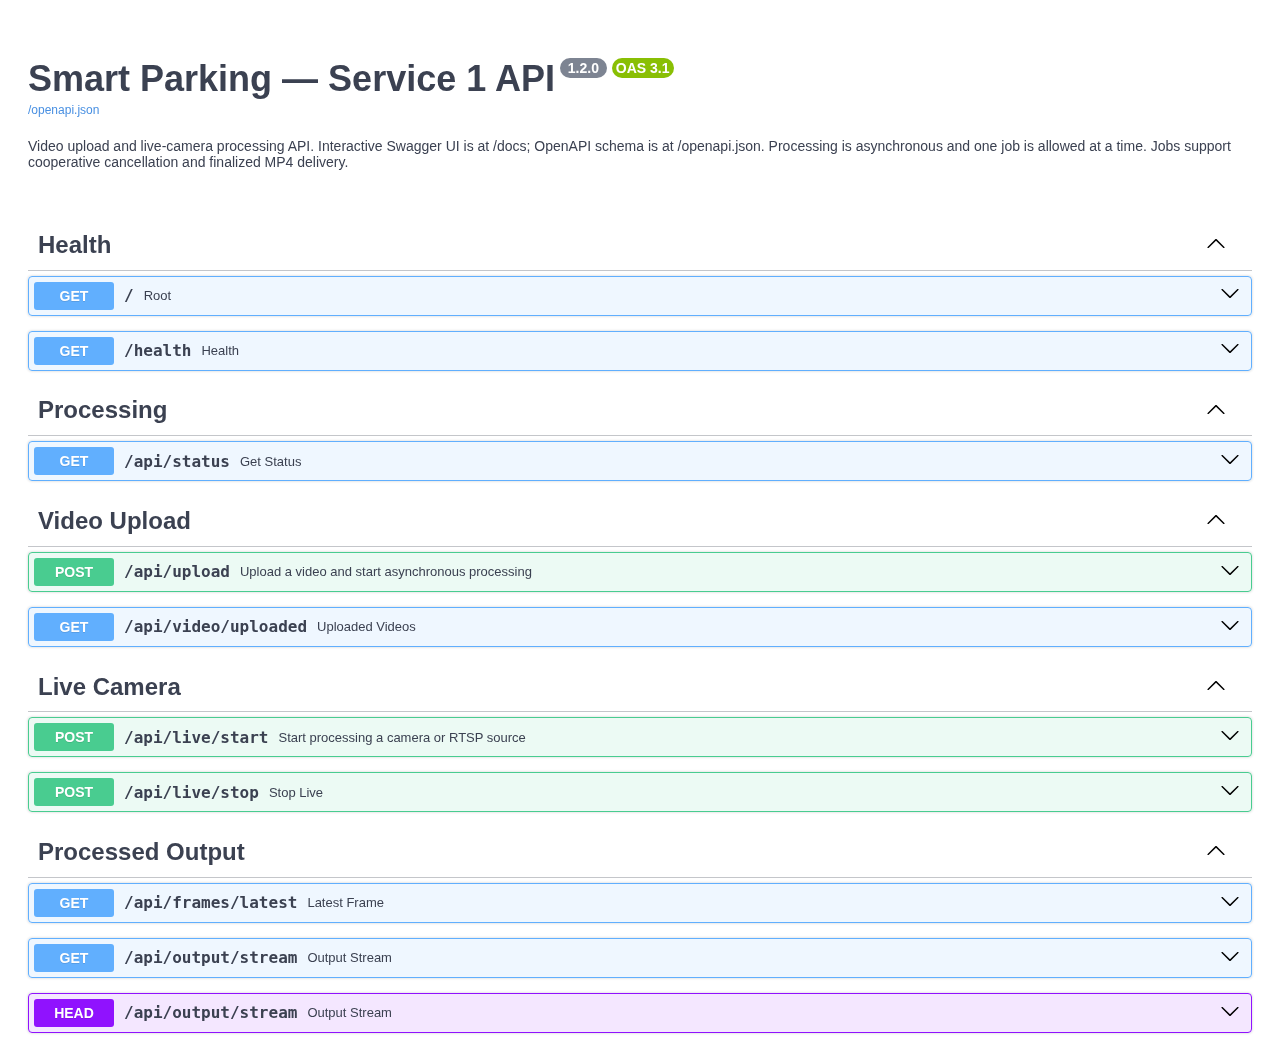 Smart Parking — Service 1 API 1.2.0 OAS 3.1
/openapi.json
Video upload and live-camera processing API. Interactive Swagger UI is at /docs; OpenAPI schema is at /openapi.json. Processing is asynchronous and one job is allowed at a time. Jobs support
cooperative cancellation and finalized MP4 delivery.
Health
GET / Root
GET /health Health
Processing
GET /api/status Get Status
Video Upload
POST /api/upload Upload a video and start asynchronous processing
GET /api/video/uploaded Uploaded Videos
Live Camera
POST /api/live/start Start processing a camera or RTSP source
POST /api/live/stop Stop Live
Processed Output
GET /api/frames/latest Latest Frame
GET /api/output/stream Output Stream
HEAD /api/output/stream Output Stream